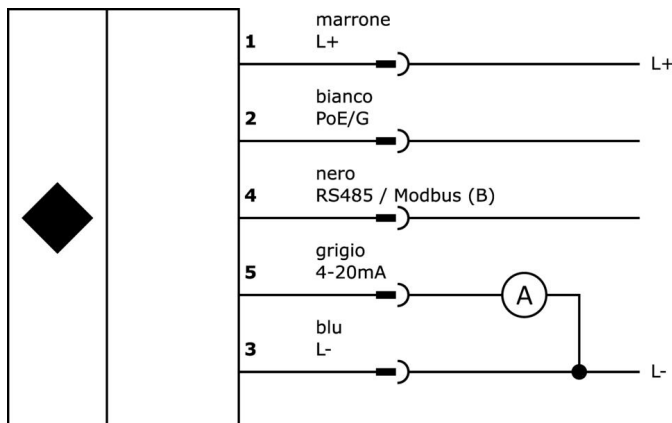 marrone
1 L+ L+
bianco
2 PoE/G
nero
4 RS485 / Modbus (B)
grigio
5 4-20mA
A
blu
3 L- L-